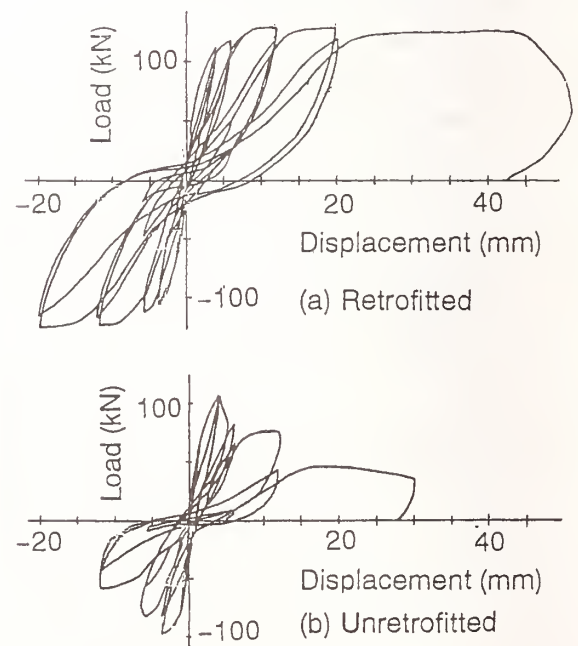 Load (kN)
100
-20
20
40
Displacement (mm)
-100
(a) Retrofitted
Load (kN)
100
-20
20
40
Displacement (mm)
-100
(b) Unretrofitted